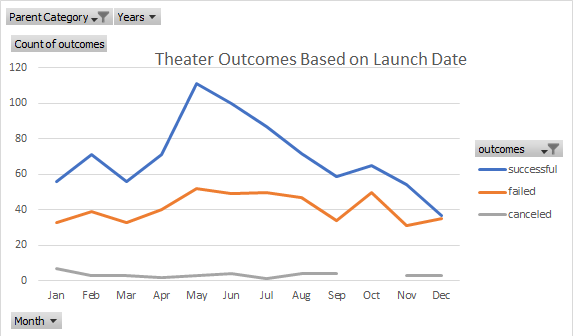 Parent Category Years
Count of outcomes
Theater Outcomes Based on Launch Date
120
100
80
60
40
20
0
Jan Feb Mar Apr May Jun Jul Aug Sep Oct Nov Dec
outcomes
successful
failed
canceled
Month